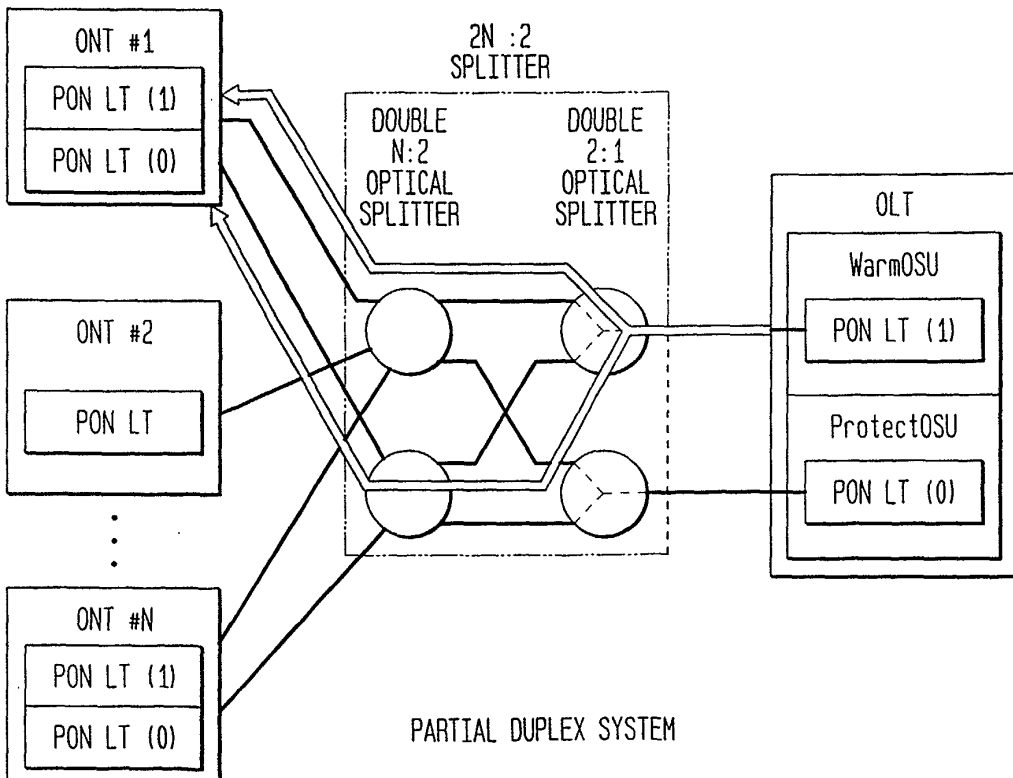 ONT #1
PON LT (1)
PON LT (0)
2N :2
SPLITTER
DOUBLE
N:2
OPTICAL
SPLITTER
DOUBLE
2:1
OPTICAL
SPLITTER
OLT
WarmOSU
PON LT (1)
ProtectOSU
PON LT (0)
ONT #2
PON LT
ONT #N
PON LT (1)
PON LT (0)
PARTIAL DUPLEX SYSTEM